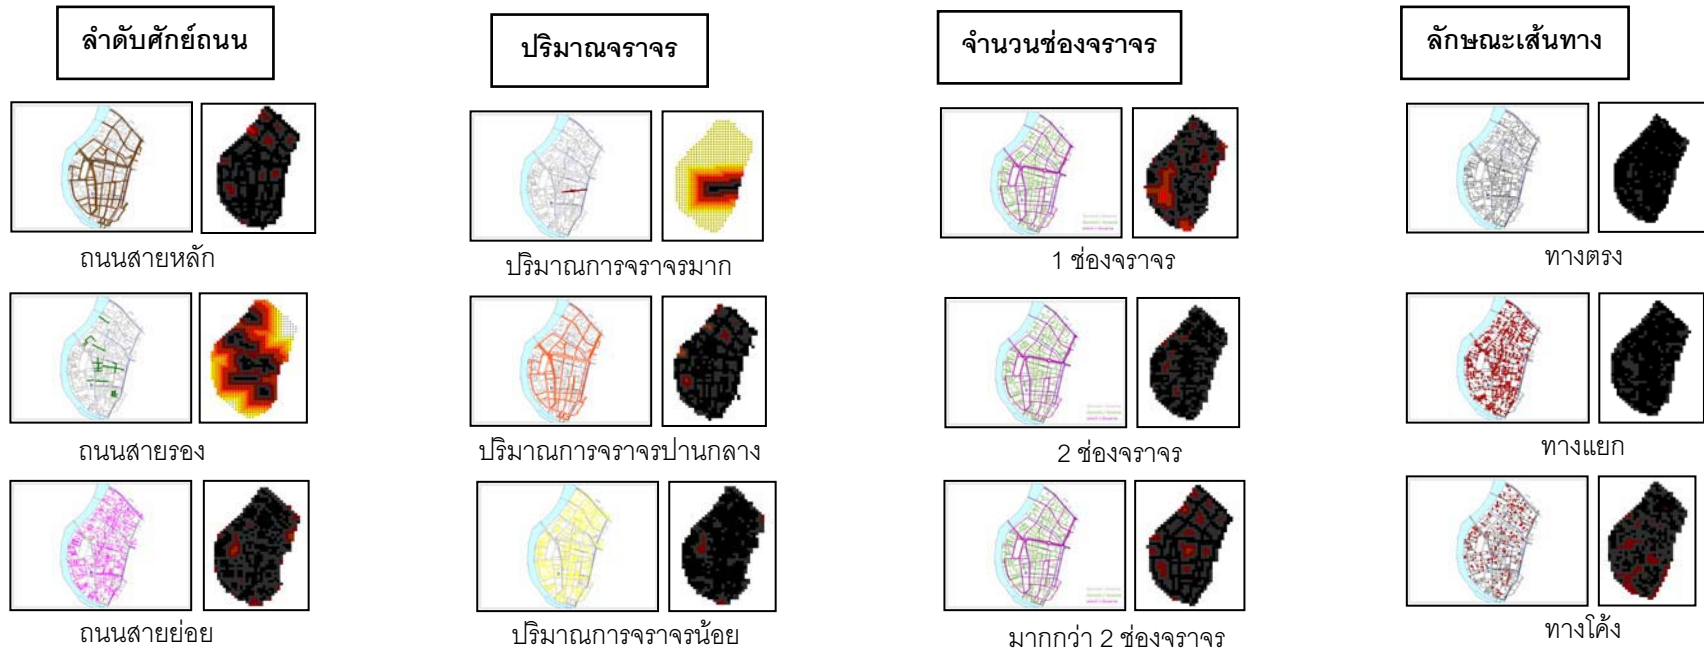 ลำดับศักย์ถนน
ปริมาณจราจร
จำนวนช่องจราจร
ลักษณะเส้นทาง
ถนนสายหลัก
ปริมาณการจราจรมาก
1 ช่องจราจร
ทางตรง
ถนนสายรอง
ปริมาณการจราจรปานกลาง
2 ช่องจราจร
ทางแยก
ถนนสายย่อย
ปริมาณการจราจรน้อย
มากกว่า 2 ช่องจราจร
ทางโค้ง